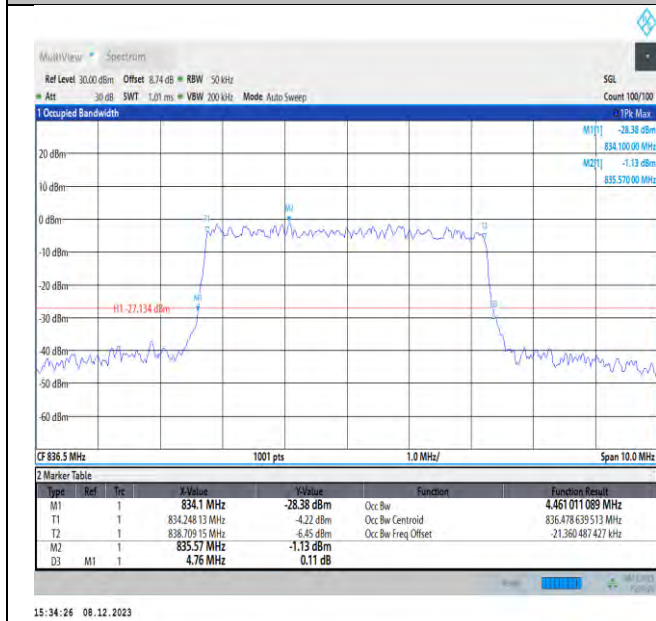 MultiView Spectrum
Ref Level 30.00 dBm Offset 8.74 dB RBW 50 kHz SGL
Att 30 dB SWT 1.01 ms VBW 200 kHz Mode Auto Sweep Count 100/100
1 Occupied Bandwidth 1Pk Max
M1[1] -28.38 dBm
834.100 00 MHz
M2[1] -1.13 dBm
835.570 00 MHz
20 dBm
10 dBm
M2
0 dBm
T1
T2
-10 dBm
-20 dBm
M1
H1 -27.134 dBm
-30 dBm
-40 dBm
-50 dBm
-60 dBm
CF 836.5 MHz 1001 pts 1.0 MHz/ Span 10.0 MHz
2 Marker Table
Type Ref Trc X-Value Y-Value Function Function Result
M1 1 834.1 MHz -28.38 dBm Occ Bw 4.461 011 089 MHz
T1 1 834.248 13 MHz -4.22 dBm Occ Bw Centroid 836.478 639 513 MHz
T2 1 838.709 15 MHz -6.45 dBm Occ Bw Freq Offset -21.360 487 427 kHz
M2 1 835.57 MHz -1.13 dBm
D3 M1 1 4.76 MHz 0.11 dB
15:34:26 08.12.2023